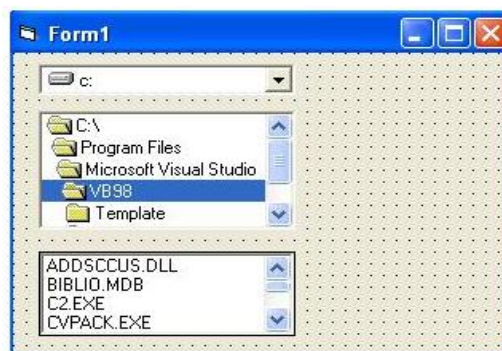 Form1
c:
C:\
Program Files
Microsoft Visual Studio
VB98
Template
ADDSCCUS.DLL
BIBLIO.MDB
C2.EXE
CVPACK.EXE